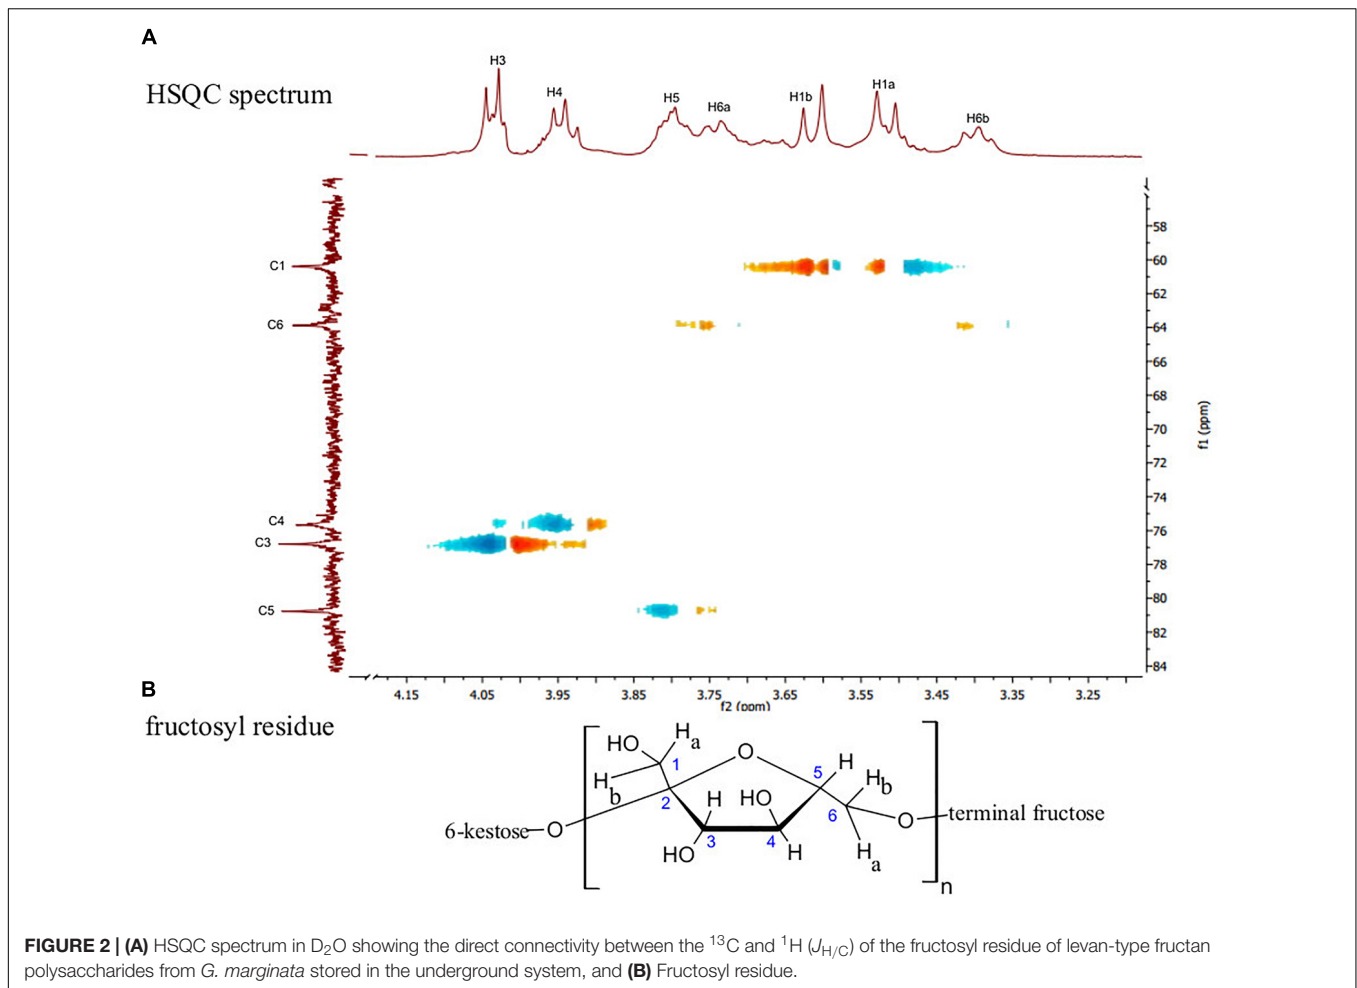 A
HSQC spectrum
H3
H4
H5
H6a
H1b
H1a
H6b
C1
C6
C4
C3
C5
58
60
62
64
66
68
70
72
74
76
78
80
82
84
f1 (ppm)
4.15 4.05 3.95 3.85 3.75 3.65 3.55 3.45 3.35 3.25
f2 (ppm)
B
fructosyl residue
HO H a
H b
1
O
5 H
H b
2
H HO
6
6-kestose O
O terminal fructose
3 4
HO H
H a
n
FIGURE 2 | (A) HSQC spectrum in D₂O showing the direct connectivity between the ¹³C and ¹H (J_H/C) of the fructosyl residue of levan-type fructan
polysaccharides from G. marginata stored in the underground system, and (B) Fructosyl residue.